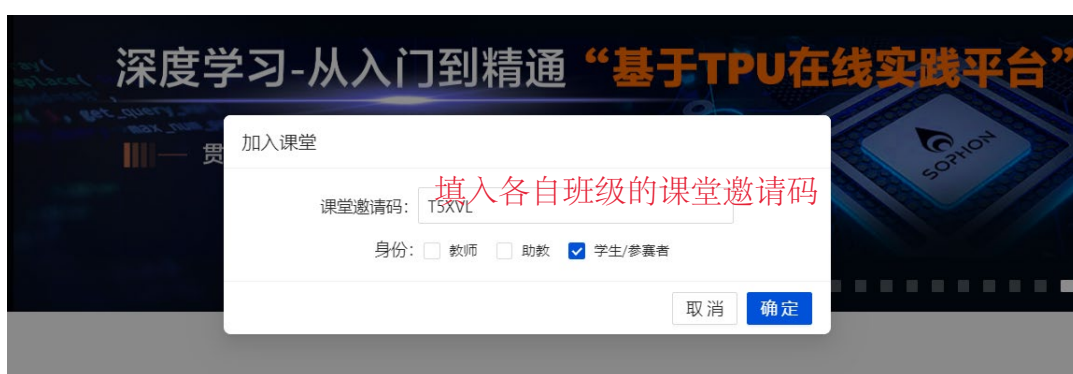 深度学习-从入门到精通“基于TPU在线实践平台”
get_query_
max_num_
贯
SOPHON
加入课堂
填入各自班级的课堂邀请码
课堂邀请码: T5XVL
身份: 教师 助教 学生/参赛者
取消 确定